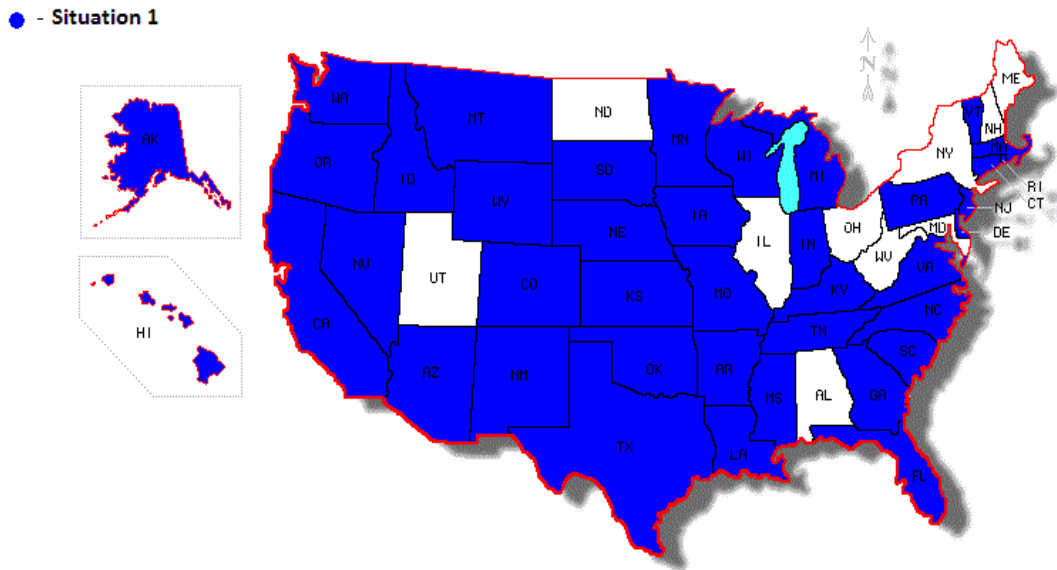 - Situation 1
N
ME
WA
VT
AK
MT
ND
NH
MN
MA
OR
NY
WI
ID
SD
MI
RI
WY
PA
CT
NJ
IA
OH
MD
DE
NE
IL
IN
WV
NV
UT
VA
CO
KS
MO
KY
CA
NC
TN
HI
SC
AZ
NM
OK
AR
MS
AL
GA
TX
LA
FL